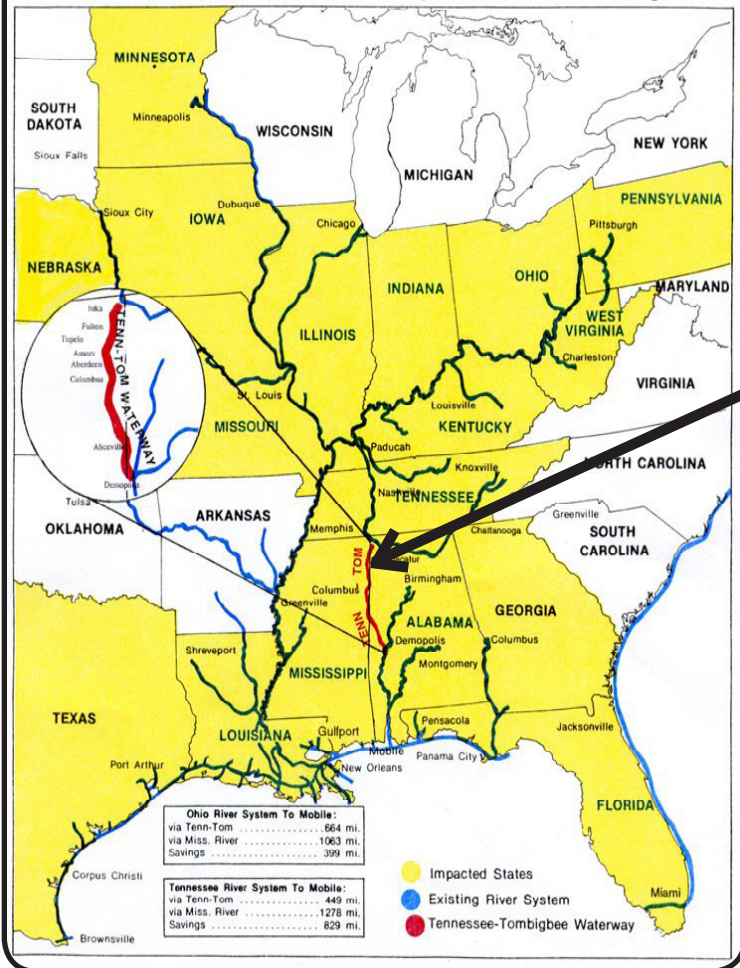 MINNESOTA
Minneapolis
SOUTH
DAKOTA
Sioux Falls
WISCONSIN
MICHIGAN
NEW YORK
PENNSYLVANIA
Pittsburgh
Sioux City
IOWA
Dubuque
Chicago
NEBRASKA
INDIANA
OHIO
MARYLAND
ILLINOIS
WEST
VIRGINIA
Charleston
VIRGINIA
Iuka
Fulton
Tupelo
Amory
Aberdeen
Columbus
Aliceville
Demopolis
TENN-TOM WATERWAY
St. Louis
MISSOURI
Louisville
KENTUCKY
Paducah
Knoxville
NORTH CAROLINA
Nashville
TENNESSEE
Tulsa
OKLAHOMA
ARKANSAS
Memphis
Chattanooga
Greenville
SOUTH
CAROLINA
TENN - TOM
Birmingham
Columbus
Greenville
ALABAMA
GEORGIA
Demopolis
Columbus
Shreveport
MISSISSIPPI
Montgomery
TEXAS
LOUISIANA
Gulfport
Pensacola
Jacksonville
Mobile
Port Arthur
New Orleans
Panama City
FLORIDA
Ohio River System To Mobile:
via Tenn-Tom ..................664 mi.
via Miss. River ................1063 mi.
Savings .......................399 mi.
Corpus Christi
Tennessee River System To Mobile:
via Tenn-Tom ..................449 mi.
via Miss. River ................1278 mi.
Savings .......................829 mi.
Impacted States
Existing River System
Tennessee-Tombigbee Waterway
Miami
Brownsville